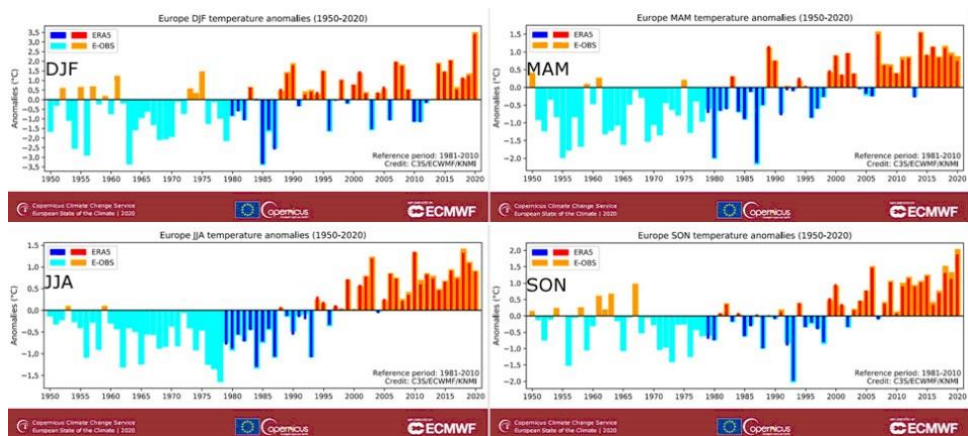 Europe DJF temperature anomalies (1950-2020)
3.5
3.0
2.5
2.0
1.5
1.0
0.5
0.0
−0.5
−1.0
−1.5
−2.0
−2.5
−3.0
−3.5
Anomalies (°C)
ERA5
E-OBS
DJF
Reference period: 1981-2010
Credit: C3S/ECWMF/KNMI
1950 1955 1960 1965 1970 1975 1980 1985 1990 1995 2000 2005 2010 2015 2020
Copernicus Climate Change Service
European State of the Climate | 2020
Copernicus
ECMWF
Europe MAM temperature anomalies (1950-2020)
1.5
1.0
0.5
0.0
−0.5
−1.0
−1.5
−2.0
Anomalies (°C)
ERA5
E-OBS
MAM
Reference period: 1981-2010
Credit: C3S/ECWMF/KNMI
1950 1955 1960 1965 1970 1975 1980 1985 1990 1995 2000 2005 2010 2015 2020
Copernicus Climate Change Service
European State of the Climate | 2020
Copernicus
ECMWF
Europe JJA temperature anomalies (1950-2020)
1.5
1.0
0.5
0.0
−0.5
−1.0
−1.5
Anomalies (°C)
ERA5
E-OBS
JJA
Reference period: 1981-2010
Credit: C3S/ECWMF/KNMI
1950 1955 1960 1965 1970 1975 1980 1985 1990 1995 2000 2005 2010 2015 2020
Copernicus Climate Change Service
European State of the Climate | 2020
Copernicus
ECMWF
Europe SON temperature anomalies (1950-2020)
2.0
1.5
1.0
0.5
0.0
−0.5
−1.0
−1.5
−2.0
Anomalies (°C)
ERA5
E-OBS
SON
Reference period: 1981-2010
Credit: C3S/ECWMF/KNMI
1950 1955 1960 1965 1970 1975 1980 1985 1990 1995 2000 2005 2010 2015 2020
Copernicus Climate Change Service
European State of the Climate | 2020
Copernicus
ECMWF